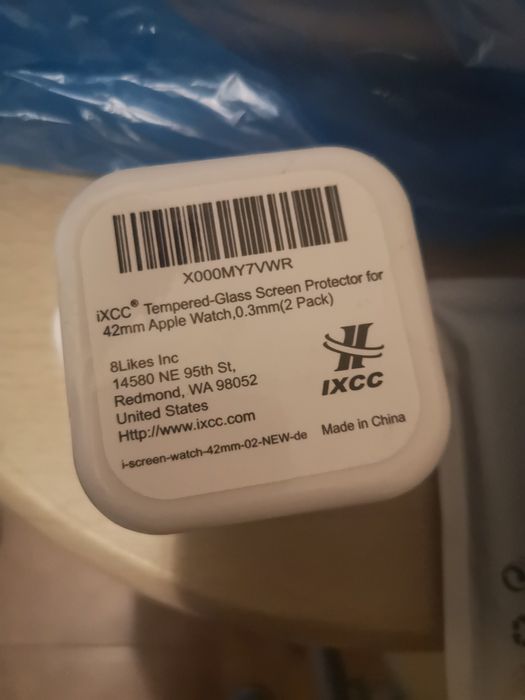 X000MY7VWR
iXCC® Tempered-Glass Screen Protector for
42mm Apple Watch,0.3mm(2 Pack)
8Likes Inc
14580 NE 95th St,
Redmond, WA 98052
United States
Http://www.ixcc.com
i-screen-watch-42mm-02-NEW-de
IXCC
Made in China